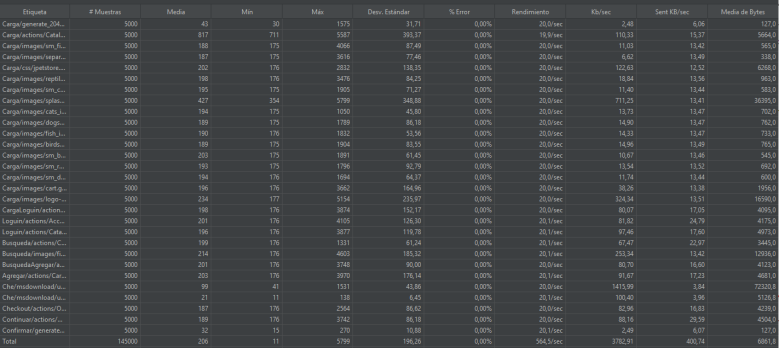 Etiqueta # Muestras Media Mín Máx Desv. Estándar % Error Rendimiento Kb/sec Sent KB/sec Media de Bytes
Carga/generate_204... 5000 43 30 1575 31,71 0,00% 20,0/sec 2,48 6,06 127,0
Carga/actions/Catal... 5000 817 711 5587 393,37 0,00% 19,9/sec 110,33 15,37 5664,0
Carga/images/sm_fi... 5000 188 175 4066 87,49 0,00% 20,0/sec 11,03 13,42 565,0
Carga/images/separ... 5000 187 175 3616 77,46 0,00% 20,0/sec 6,62 13,49 338,0
Carga/css/jpetstore.... 5000 202 176 2832 138,35 0,00% 20,0/sec 122,63 12,52 6268,0
Carga/images/reptil... 5000 198 176 3476 84,25 0,00% 20,0/sec 18,84 13,56 963,0
Carga/images/sm_c... 5000 195 175 1905 71,27 0,00% 20,0/sec 11,40 13,44 583,0
Carga/images/splas... 5000 427 354 5799 348,88 0,00% 20,0/sec 711,25 13,41 36395,0
Carga/images/cats_i... 5000 194 175 1050 45,80 0,00% 20,0/sec 13,73 13,47 702,0
Carga/images/dogs... 5000 189 175 1789 86,18 0,00% 20,0/sec 14,90 13,47 762,0
Carga/images/fish_i... 5000 190 176 1832 53,56 0,00% 20,0/sec 14,33 13,47 733,0
Carga/images/birds... 5000 189 175 1904 83,55 0,00% 20,0/sec 14,96 13,49 765,0
Carga/images/sm_b... 5000 203 175 1891 61,45 0,00% 20,0/sec 10,67 13,46 545,0
Carga/images/sm_r... 5000 193 175 1796 92,79 0,00% 20,0/sec 13,54 13,52 692,0
Carga/images/sm_d... 5000 194 176 1694 64,37 0,00% 20,0/sec 11,74 13,44 600,0
Carga/images/cart.g... 5000 196 176 3662 164,96 0,00% 20,0/sec 38,26 13,38 1956,0
Carga/images/logo-... 5000 234 177 5154 235,97 0,00% 20,0/sec 324,34 13,51 16590,0
CargaLoguin/action... 5000 198 176 3874 152,17 0,00% 20,0/sec 80,07 17,05 4095,0
Loguin/actions/Acc... 5000 201 176 4105 126,30 0,00% 20,1/sec 81,82 24,79 4175,0
Loguin/actions/Cata... 5000 196 176 3877 119,78 0,00% 20,1/sec 97,46 17,60 4973,0
Busqueda/actions/C... 5000 199 176 1331 61,24 0,00% 20,1/sec 67,47 22,97 3445,0
Busqueda/images/fi... 5000 214 176 4603 185,32 0,00% 20,1/sec 253,34 13,42 12936,0
BusquedaAgregar/a... 5000 201 176 3748 90,00 0,00% 20,0/sec 80,70 16,60 4123,0
Agregar/actions/Car... 5000 203 176 3970 176,14 0,00% 20,1/sec 91,67 17,23 4681,0
Che/msdownload/u... 5000 99 41 1531 43,86 0,00% 20,1/sec 1415,99 3,84 72320,8
Che/msdownload/u... 5000 21 11 138 6,45 0,00% 20,1/sec 100,40 3,96 5126,8
Checkout/actions/O... 5000 196 187 2564 86,62 0,00% 20,0/sec 82,96 16,83 4239,0
Continuar/actions/... 5000 189 176 3742 86,18 0,00% 20,0/sec 88,16 29,59 4504,0
Confirmar/generate... 5000 32 15 270 10,88 0,00% 20,1/sec 2,49 6,07 127,0
Total 145000 206 11 5799 196,26 0,00% 564,5/sec 3782,91 400,74 6861,8